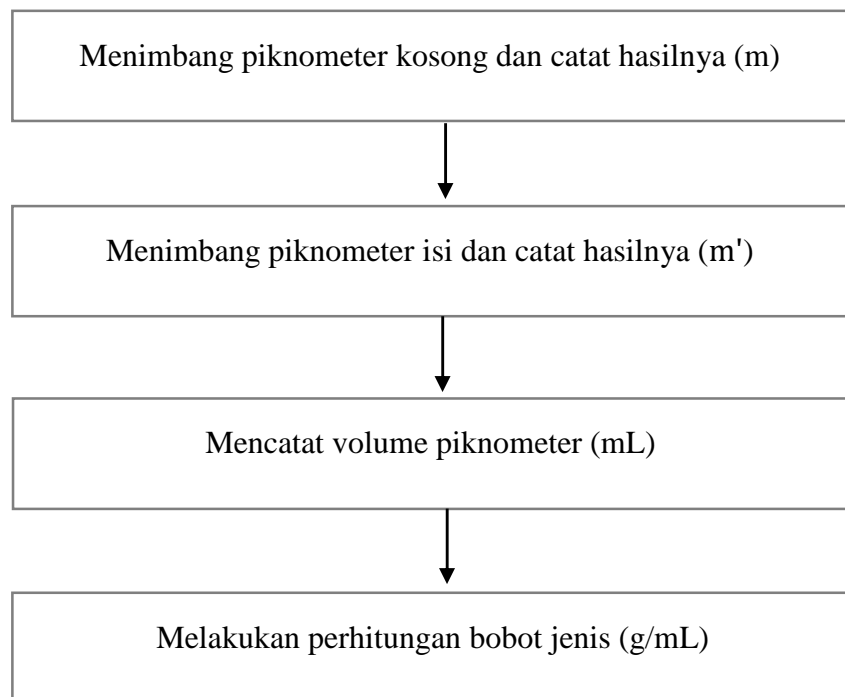 Menimbang piknometer kosong dan catat hasilnya (m)
Menimbang piknometer isi dan catat hasilnya (m')
Mencatat volume piknometer (mL)
Melakukan perhitungan bobot jenis (g/mL)